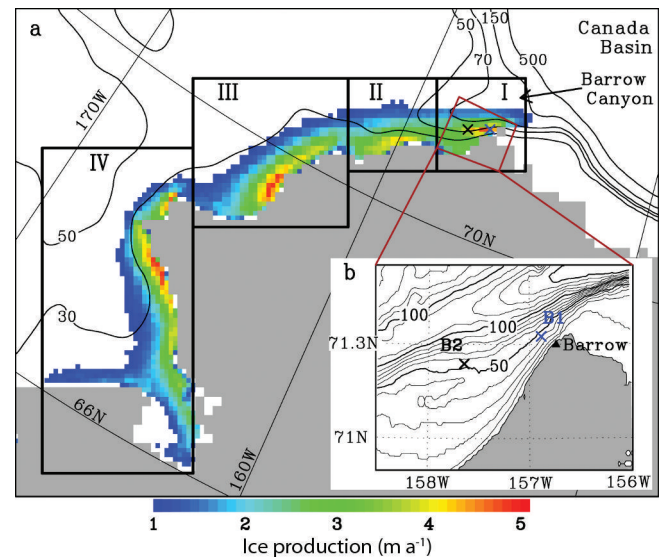 a
50
150
70
500
Canada
Basin
Barrow
Canyon
170W
I
II
III
IV
50
30
70N
66N
160W
b
100
100
B1
B2
50
Barrow
71.3N
71N
158W
157W
156W
1
2
3
4
5
Ice production (m a⁻¹)